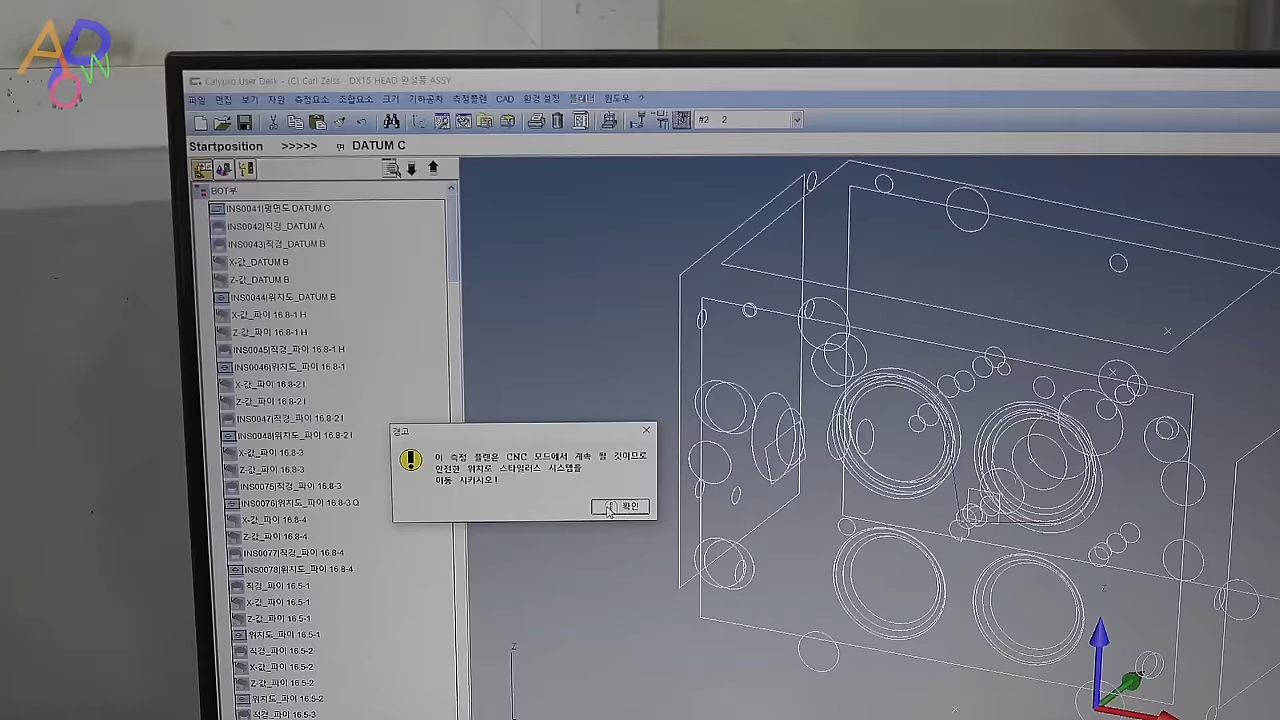 ADOW
Calypso User Desk - (C) Carl Zeiss - DX15 HEAD 완성품 ASSY
파일 편집 보기 자원 측정요소 조합요소 크기 기하공차 측정플랜 CAD 환경 설정 플래너 윈도우 ?
#2 2
Startposition >>>>> DATUM C
BOT부
INS0041|평면도 DATUM C
INS0042|직경_DATUM A
INS0043|직경_DATUM B
X-값_DATUM B
Z-값_DATUM B
INS0044|위치도_DATUM B
X-값_파이 16.8-1 H
Z-값_파이 16.8-1 H
INS0045|직경_파이 16.8-1 H
INS0046|위치도_파이 16.8-1
X-값_파이 16.8-2 I
Z-값_파이 16.8-2 I
INS0047|직경_파이 16.8-2 I
INS0048|위치도_파이 16.8-2 I
X-값_파이 16.8-3
Z-값_파이 16.8-3
INS0075|직경_파이 16.8-3
INS0076|위치도_파이 16.8-3 Q
X-값_파이 16.8-4
Z-값_파이 16.8-4
INS0077|직경_파이 16.8-4
INS0078|위치도_파이 16.8-4
직경_파이 16.5-1
X-값_파이 16.5-1
Z-값_파이 16.5-1
위치도_파이 16.5-1
직경_파이 16.5-2
X-값_파이 16.5-2
Z-값_파이 16.5-2
위치도_파이 16.5-2
직경_파이 16.5-3
경고
이 측정 플랜은 CNC 모드에서 계속 될 것이므로
안전한 위치로 스타일러스 시스템을
이동 시키시오!
확인
Z
Z